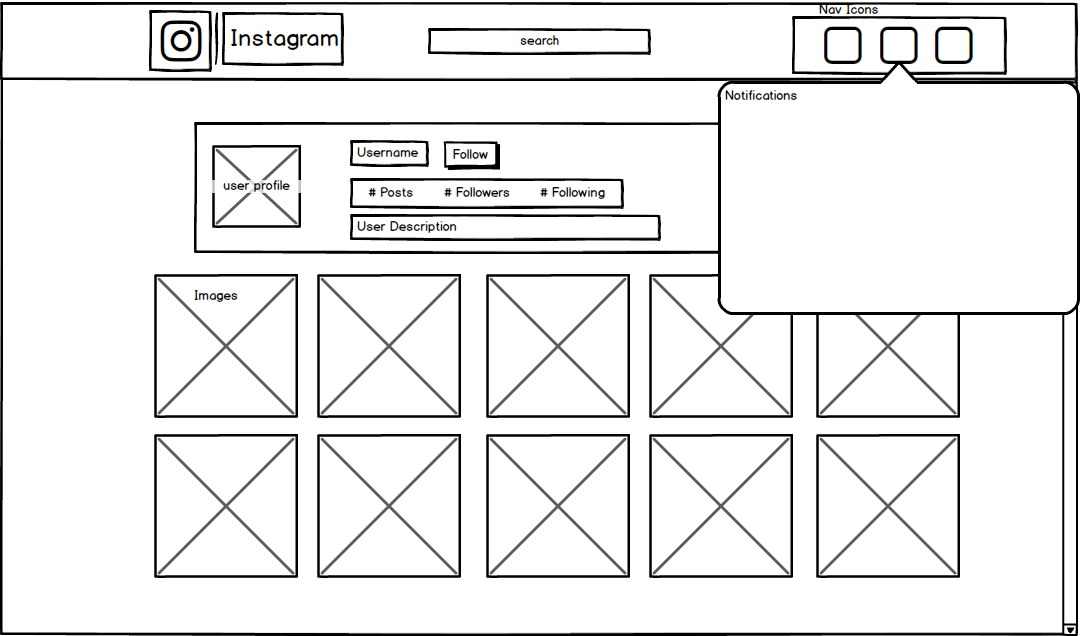 Nav Icons
Instagram
search
Notifications
Username
Follow
user profile
# Posts # Followers # Following
User Description
Images